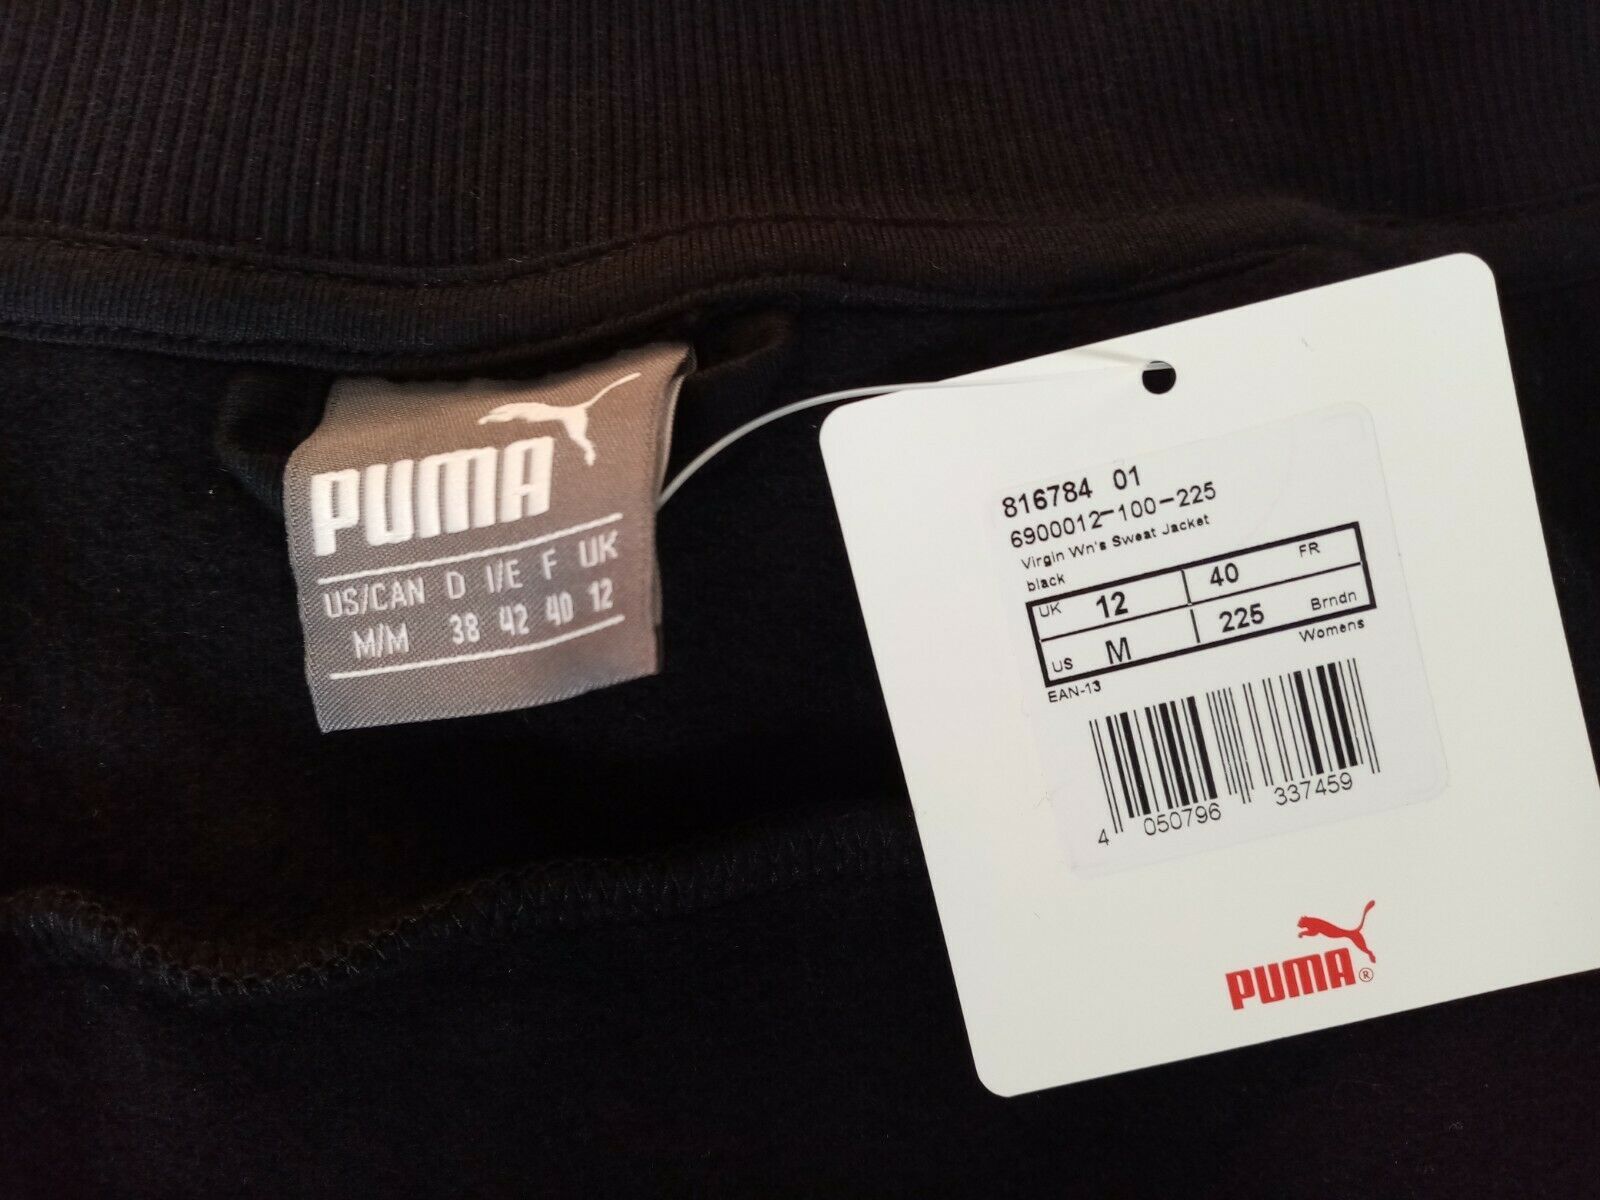 PUMA
US/CAN D I/E F UK
M/M 38 42 40 12
816784 01
6900012-100-225
Virgin Wn's Sweat Jacket
black
UK 12 40 FR
US M 225 Brndn
EAN-13 Womens
4 050796 337459
PUMA®